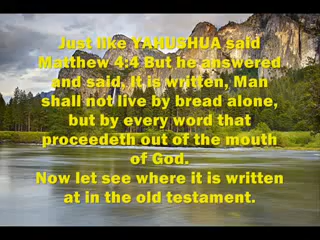 Just like YAHUSHUA said
Matthew 4:4 But he answered
and said, It is written, Man
shall not live by bread alone,
but by every word that
proceedeth out of the mouth
of God.
Now let see where it is written
at in the old testament.